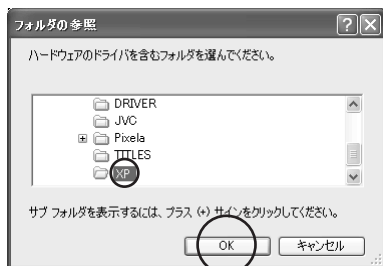 フォルダの参照
ハードウェアのドライバを含むフォルダを選んでください。
DRIVER
JVC
Pixela
TITLES
XP
サブ フォルダを表示するには、プラス (+) サインをクリックしてください。
OK キャンセル